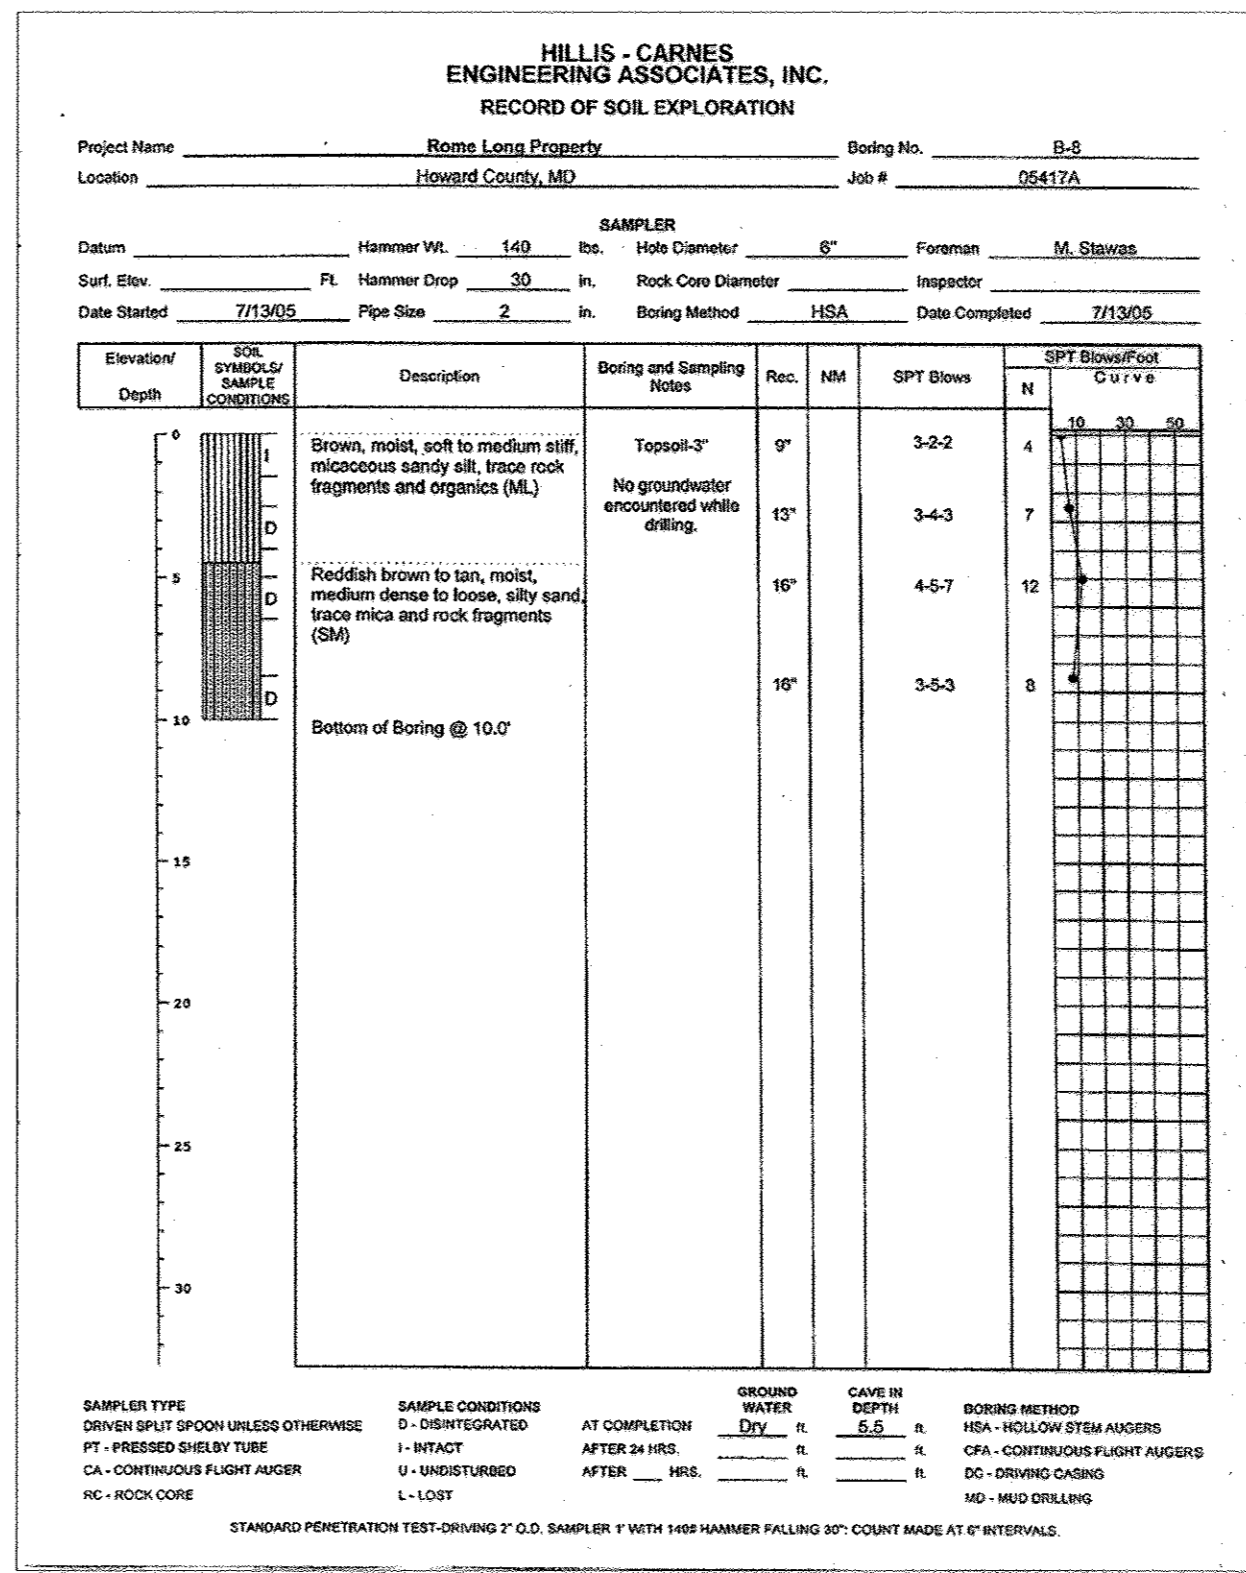 HILLIS - CARNES
ENGINEERING ASSOCIATES, INC.
RECORD OF SOIL EXPLORATION
Project Name Rome Long Property Boring No. B-8
Location Howard County, MD Job # 05417A
SAMPLER
Datum Hammer Wt. 140 lbs. Hole Diameter 6" Foreman M. Stawas
Surf. Elev. Ft. Hammer Drop 30 in. Rock Core Diameter Inspector
Date Started 7/13/05 Pipe Size 2 in. Boring Method HSA Date Completed 7/13/05
Elevation/
Depth
SOIL
SYMBOLS/
SAMPLE
CONDITIONS
Description
Boring and Sampling
Notes
Rec.
NM
SPT Blows
SPT Blows/Foot
N
Curve
10 30 50
0
I
Brown, moist, soft to medium stiff,
micaceous sandy silt, trace rock
fragments and organics (ML)
Topsoil-3"
No groundwater
encountered while
drilling.
9" 3-2-2 4
D
13" 3-4-3 7
5
D
Reddish brown to tan, moist,
medium dense to loose, silty sand,
trace mica and rock fragments
(SM)
16" 4-5-7 12
D
16" 3-5-3 8
10
Bottom of Boring @ 10.0'
15
20
25
30
SAMPLER TYPE
DRIVEN SPLIT SPOON UNLESS OTHERWISE
PT - PRESSED SHELBY TUBE
CA - CONTINUOUS FLIGHT AUGER
RC - ROCK CORE
SAMPLE CONDITIONS
D - DISINTEGRATED
I - INTACT
U - UNDISTURBED
L - LOST
GROUND
WATER
CAVE IN
DEPTH
AT COMPLETION Dry ft. 5.5 ft.
AFTER 24 HRS. ft. ft.
AFTER ___ HRS. ft. ft.
BORING METHOD
HSA - HOLLOW STEM AUGERS
CFA - CONTINUOUS FLIGHT AUGERS
DC - DRIVING CASING
MD - MUD DRILLING
STANDARD PENETRATION TEST-DRIVING 2" O.D. SAMPLER 1' WITH 140# HAMMER FALLING 30": COUNT MADE AT 6" INTERVALS.